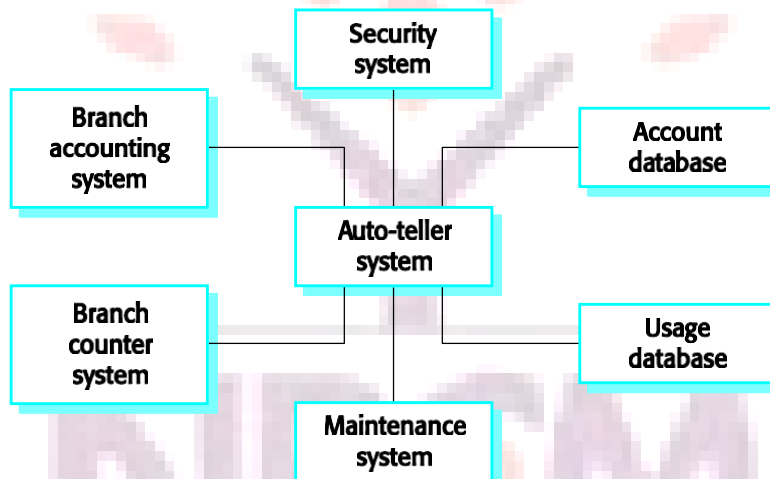 Security
system
Branch
accounting
system
Account
database
Auto-teller
system
Branch
counter
system
Usage
database
Maintenance
system